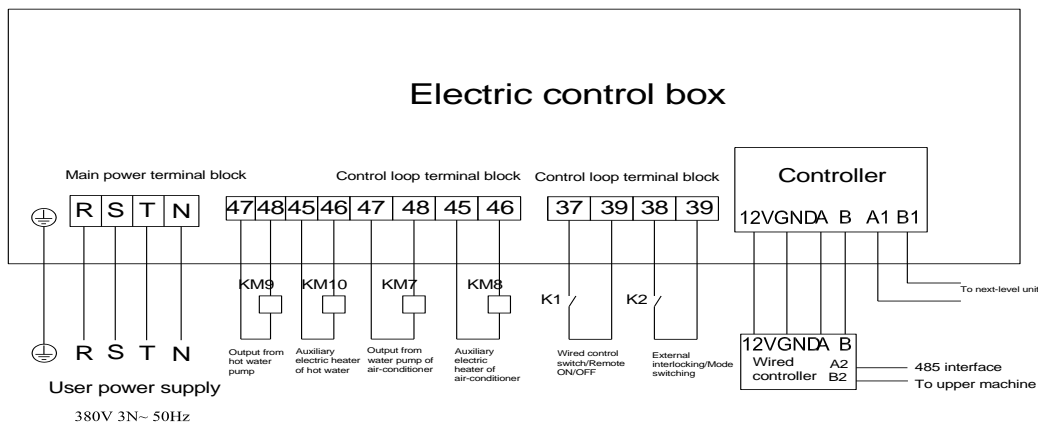 Electric control box
Main power terminal block
Control loop terminal block
Control loop terminal block
Controller
R S T N
47 48 45 46 47 48 45 46
37 39 38 39
12V GND A B A1 B1
KM9
KM10
KM7
KM8
K1
K2
To next-level unit
R S T N
Output from
hot water
pump
Auxiliary
electric heater
of hot water
Output from
water pump of
air-conditioner
Auxiliary
electric
heater of
air-conditioner
Wired control
switch/Remote
ON/OFF
External
interlocking/Mode
switching
12V GND A B
Wired
controller
A2
B2
485 interface
To upper machine
User power supply
380V 3N~ 50Hz